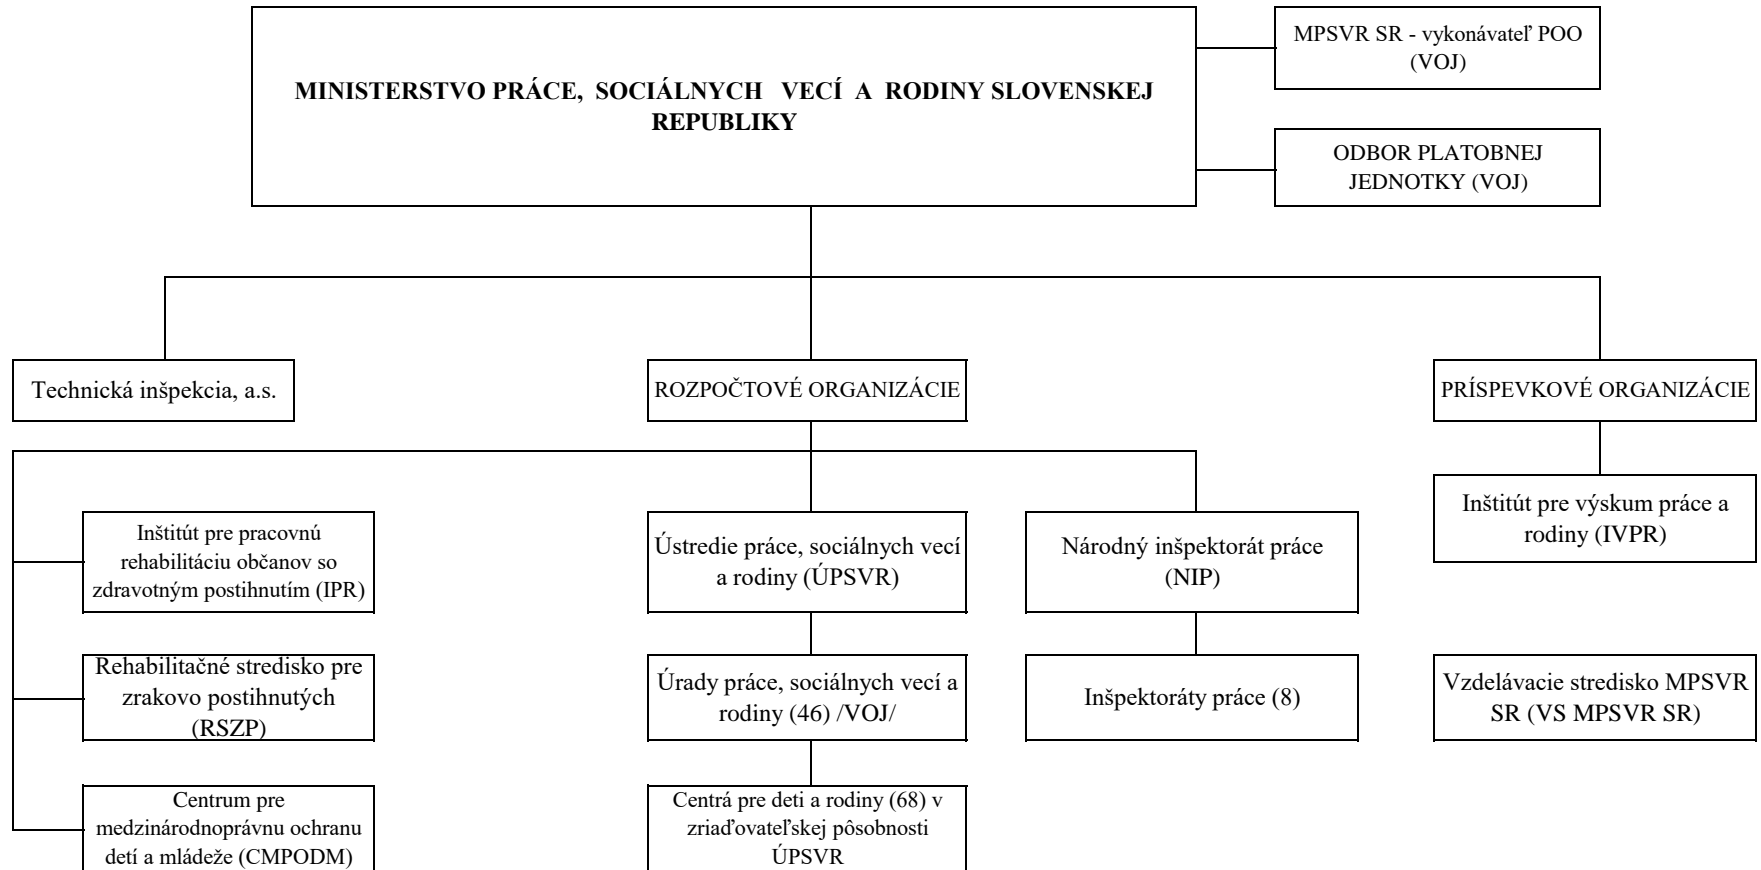 MINISTERSTVO PRÁCE, SOCIÁLNYCH VECÍ A RODINY SLOVENSKEJ
REPUBLIKY
MPSVR SR - vykonávateľ POO
(VOJ)
ODBOR PLATOBNEJ
JEDNOTKY (VOJ)
Technická inšpekcia, a.s.
ROZPOČTOVÉ ORGANIZÁCIE
PRÍSPEVKOVÉ ORGANIZÁCIE
Inštitút pre pracovnú
rehabilitáciu občanov so
zdravotným postihnutím (IPR)
Ústredie práce, sociálnych vecí
a rodiny (ÚPSVR)
Národný inšpektorát práce
(NIP)
Inštitút pre výskum práce a
rodiny (IVPR)
Rehabilitačné stredisko pre
zrakovo postihnutých
(RSZP)
Úrady práce, sociálnych vecí a
rodiny (46) /VOJ/
Inšpektoráty práce (8)
Vzdelávacie stredisko MPSVR
SR (VS MPSVR SR)
Centrum pre
medzinárodnoprávnu ochranu
detí a mládeže (CMPODM)
Centrá pre deti a rodiny (68) v
zriaďovateľskej pôsobnosti
ÚPSVR